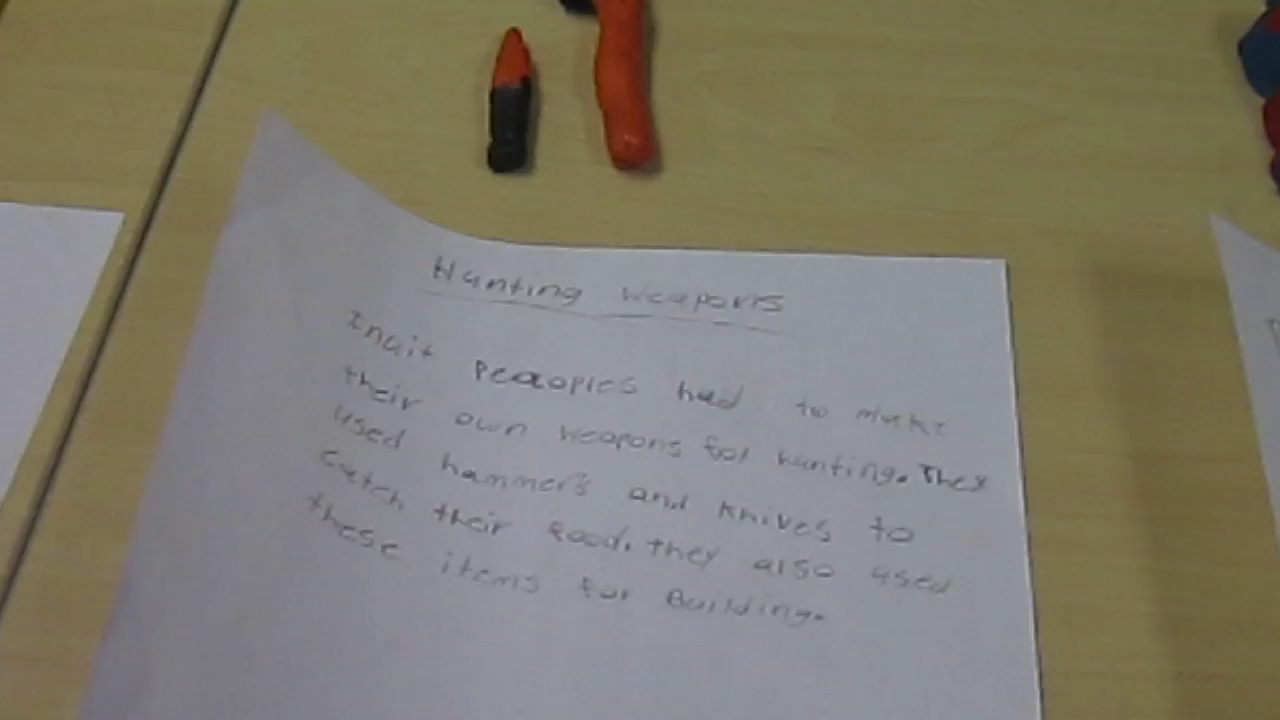 Hunting weapons
Inuit Peaoples had to make
their own weapons for hunting. They
used hammers and knives to
catch their food. they also used
these items for Building.